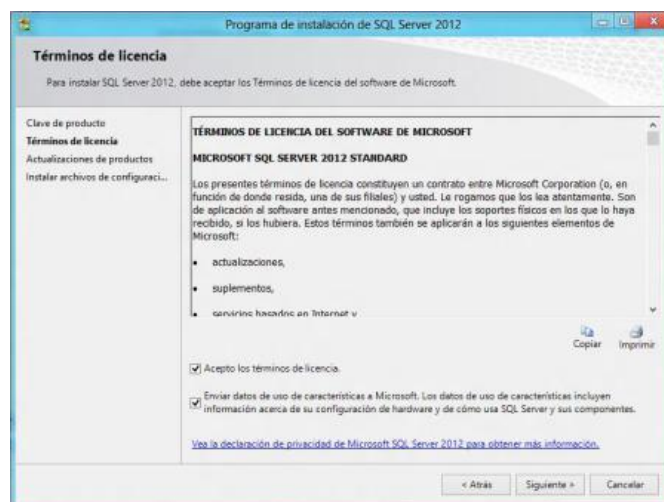 Programa de instalación de SQL Server 2012
Términos de licencia
Para instalar SQL Server 2012, debe aceptar los Términos de licencia del software de Microsoft.
Clave de producto
Términos de licencia
Actualizaciones de productos
Instalar archivos de configuraci...
TÉRMINOS DE LICENCIA DEL SOFTWARE DE MICROSOFT
MICROSOFT SQL SERVER 2012 STANDARD
Los presentes términos de licencia constituyen un contrato entre Microsoft Corporation (o, en
función de donde resida, una de sus filiales) y usted. Le rogamos que los lea atentamente. Son
de aplicación al software antes mencionado, que incluye los soportes físicos en los que lo haya
recibido, si los hubiera. Estos términos también se aplicarán a los siguientes elementos de
Microsoft:
• actualizaciones,
• suplementos,
• servicios basados en Internet y
Copiar Imprimir
Acepto los términos de licencia.
Enviar datos de uso de características a Microsoft. Los datos de uso de características incluyen
información acerca de su configuración de hardware y de cómo usa SQL Server y sus componentes.
Vea la declaración de privacidad de Microsoft SQL Server 2012 para obtener más información.
< Atrás Siguiente > Cancelar